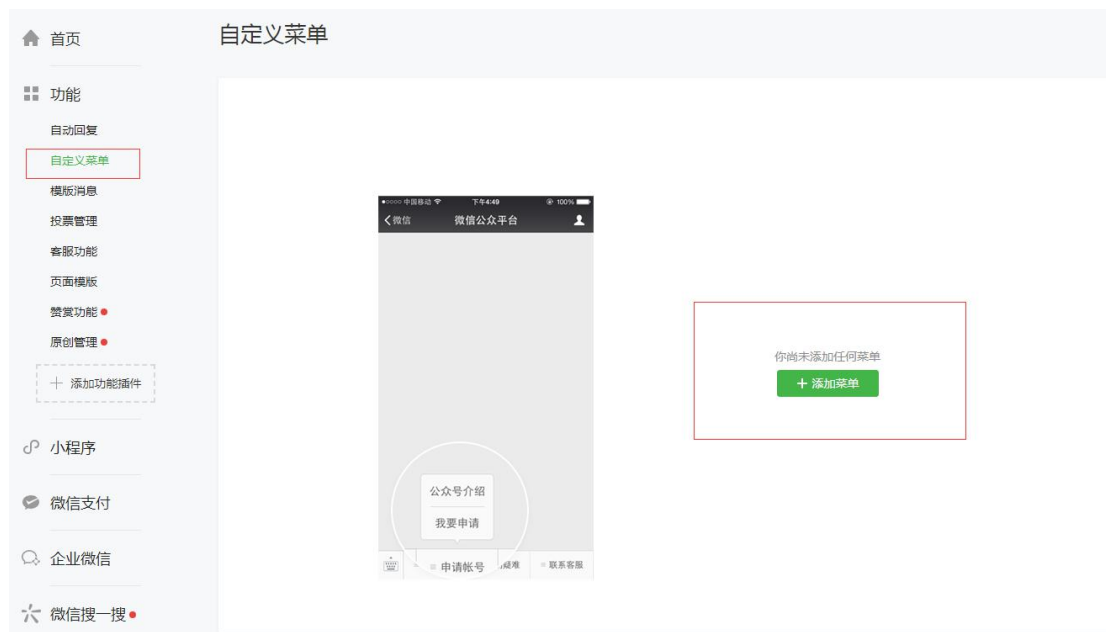 首页
功能
自动回复
自定义菜单
模版消息
投票管理
客服功能
页面模版
赞赏功能
原创管理
添加功能插件
小程序
微信支付
企业微信
微信搜一搜
自定义菜单
中国移动 下午4:49 100%
微信 微信公众平台
公众号介绍
我要申请
申请帐号 疑难 联系客服
你尚未添加任何菜单
+ 添加菜单